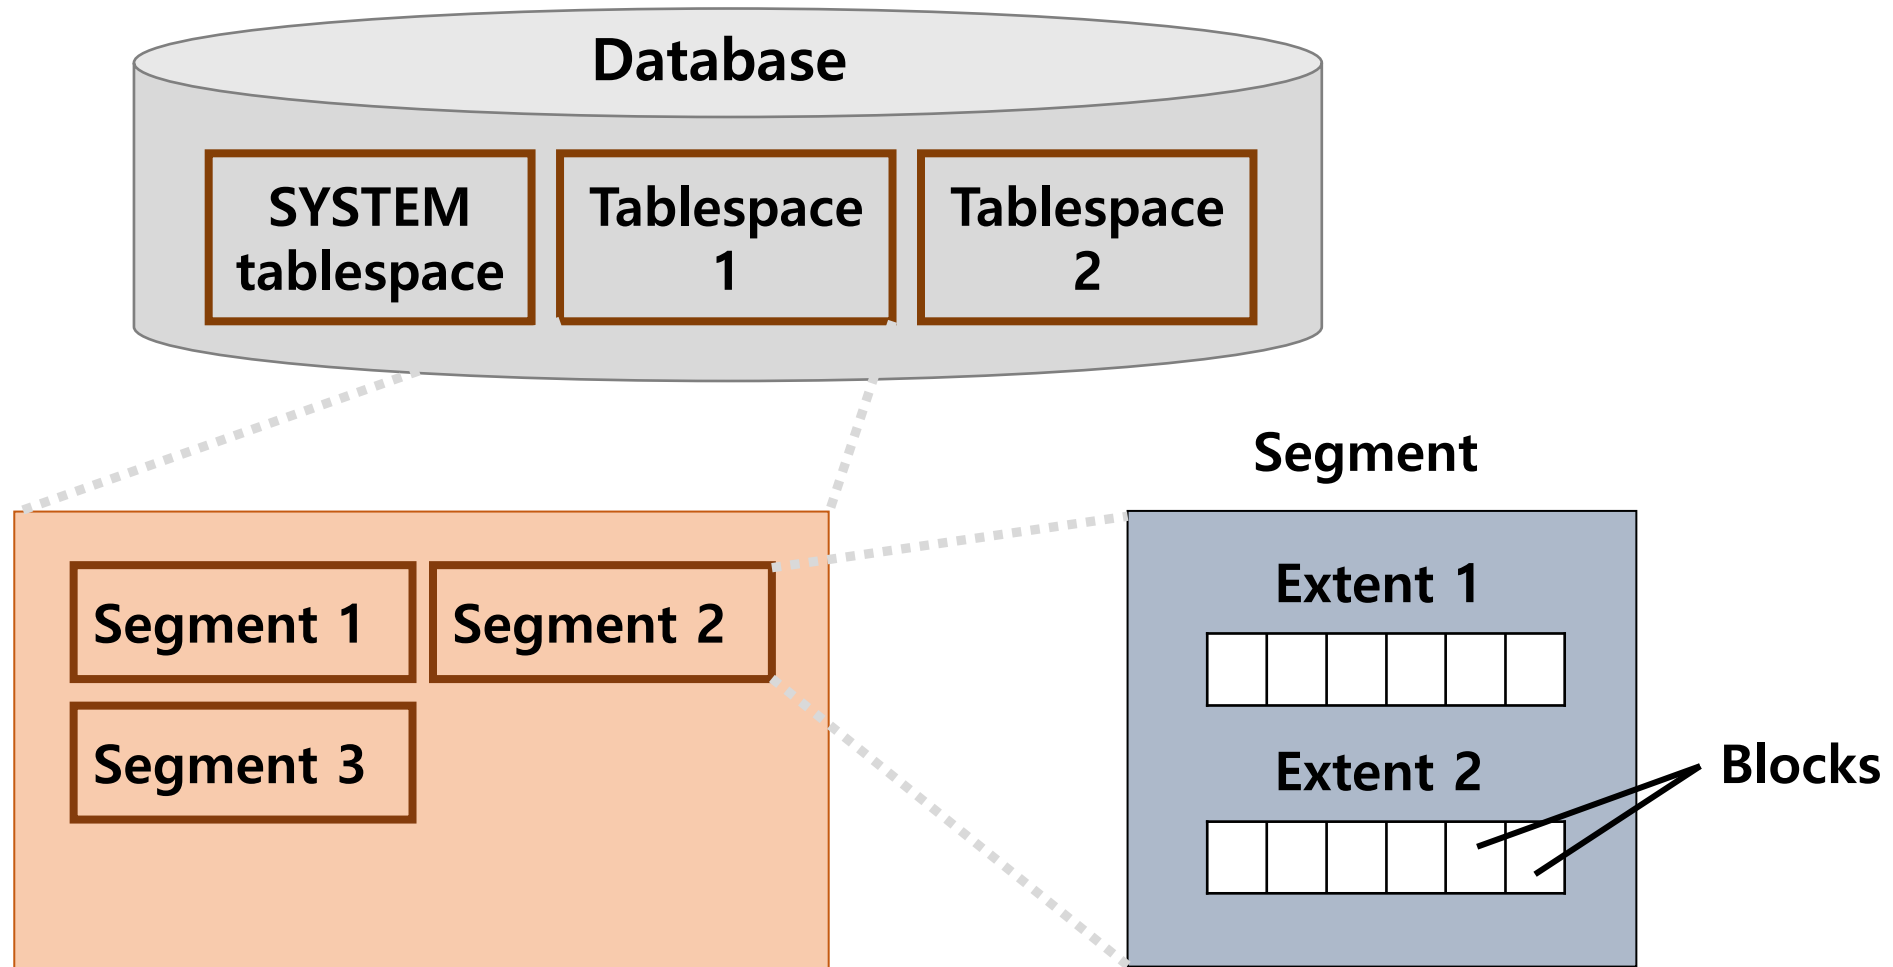 Database
SYSTEM
tablespace
Tablespace
1
Tablespace
2
Segment
Segment 1
Segment 2
Segment 3
Extent 1
Extent 2
Blocks